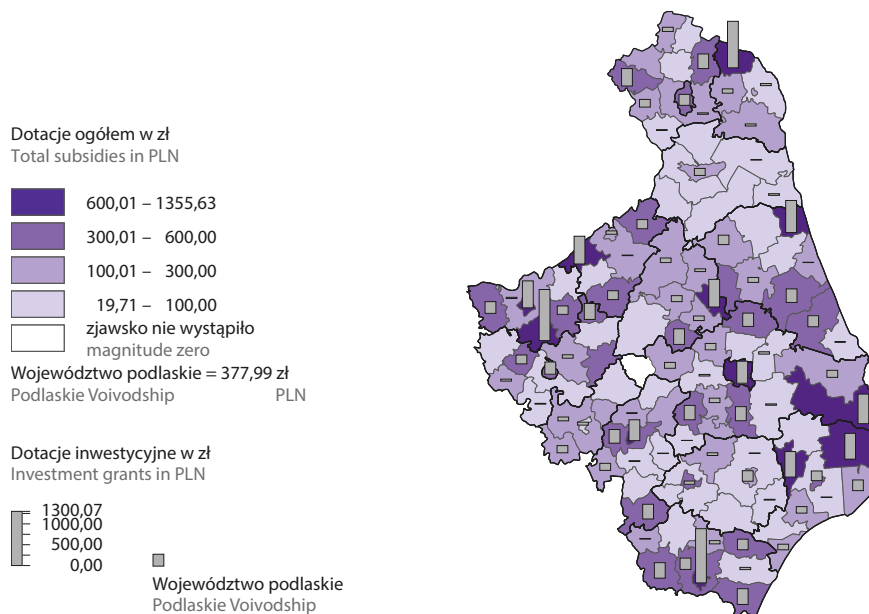 Dotacje ogółem w zł
Total subsidies in PLN
600,01 – 1355,63
300,01 – 600,00
100,01 – 300,00
19,71 – 100,00
zjawsko nie wystąpiło
magnitude zero
Województwo podlaskie = 377,99 zł
Podlaskie Voivodship PLN
Dotacje inwestycyjne w zł
Investment grants in PLN
1300,07
1000,00
500,00
0,00
Województwo podlaskie
Podlaskie Voivodship